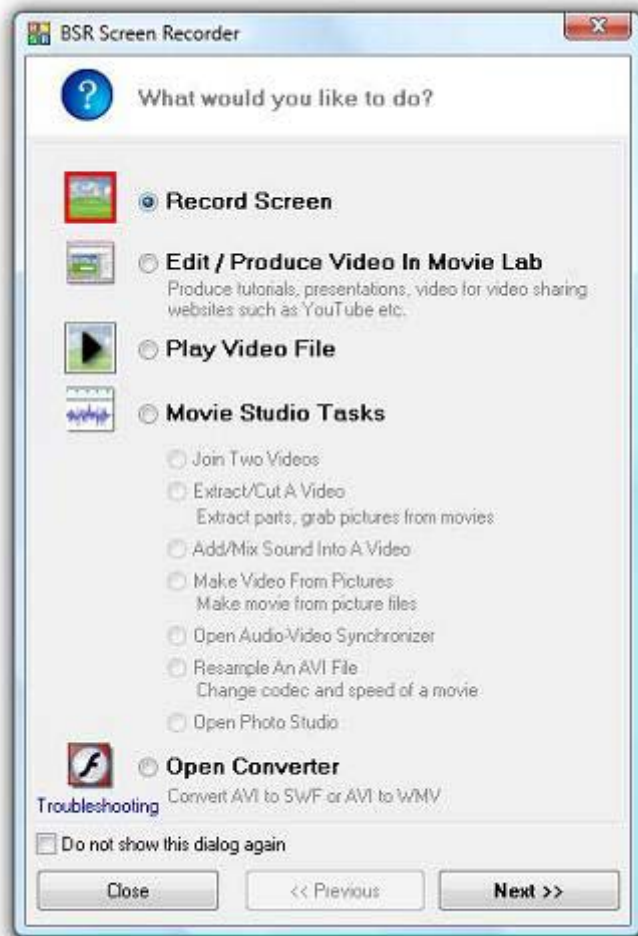 BSR Screen Recorder
What would you like to do?
Record Screen
Edit / Produce Video In Movie Lab
Produce tutorials, presentations, video for video sharing
websites such as YouTube etc.
Play Video File
Movie Studio Tasks
Join Two Videos
Extract/Cut A Video
Extract parts, grab pictures from movies
Add/Mix Sound Into A Video
Make Video From Pictures
Make movie from picture files
Open Audio-Video Synchronizer
Resample An AVI File
Change codec and speed of a movie
Open Photo Studio
Open Converter
Troubleshooting Convert AVI to SWF or AVI to WMV
Do not show this dialog again
Close << Previous Next >>